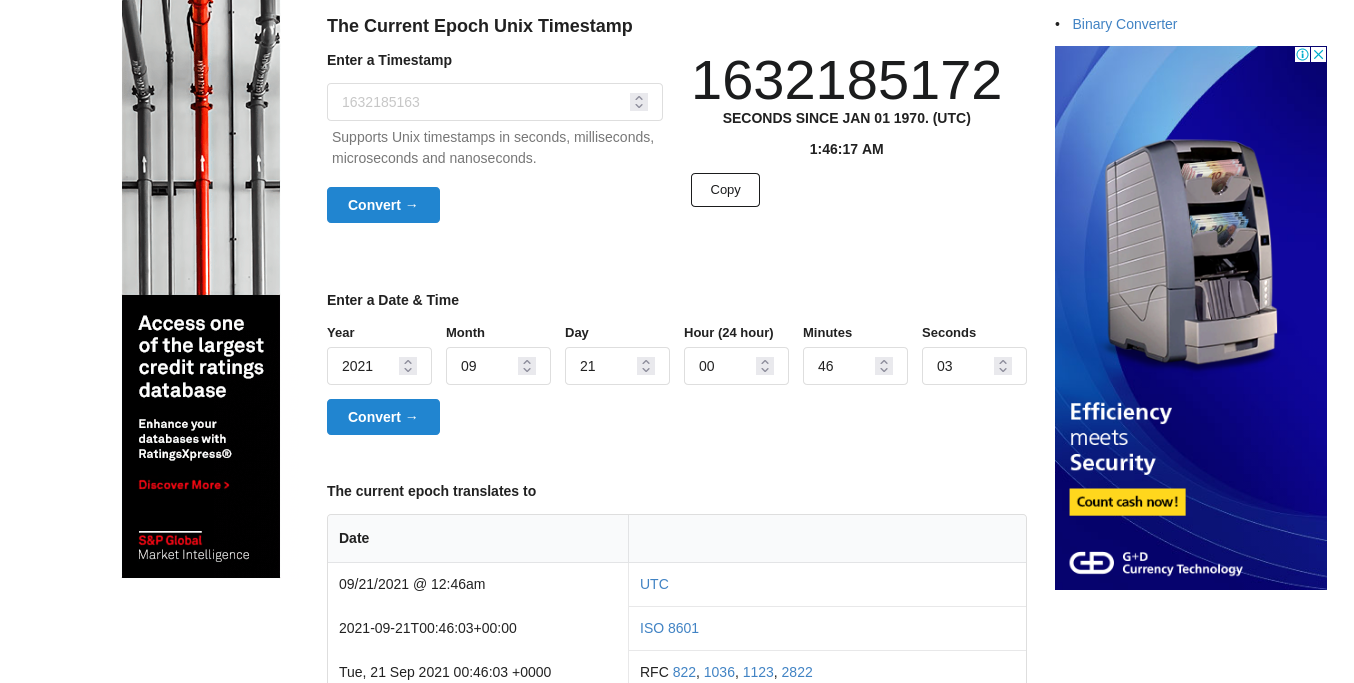 Access one
of the largest
credit ratings
database
Enhance your
databases with
RatingsXpress®
Discover More >
S&P Global
Market Intelligence
The Current Epoch Unix Timestamp
Enter a Timestamp
1632185163
Supports Unix timestamps in seconds, milliseconds,
microseconds and nanoseconds.
Convert →
1632185172
SECONDS SINCE JAN 01 1970. (UTC)
1:46:17 AM
Copy
Enter a Date & Time
Year Month Day Hour (24 hour) Minutes Seconds
2021 09 21 00 46 03
Convert →
The current epoch translates to
Date
09/21/2021 @ 12:46am UTC
2021-09-21T00:46:03+00:00 ISO 8601
Tue, 21 Sep 2021 00:46:03 +0000 RFC 822, 1036, 1123, 2822
• Binary Converter
Efficiency
meets
Security
Count cash now!
G+D
Currency Technology